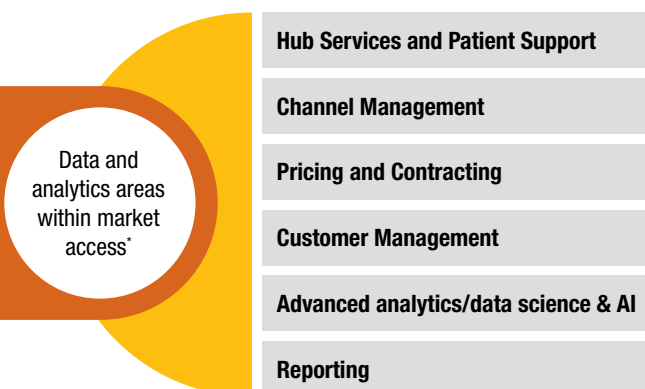 Data and
analytics areas
within market
access*
Hub Services and Patient Support
Channel Management
Pricing and Contracting
Customer Management
Advanced analytics/data science & AI
Reporting